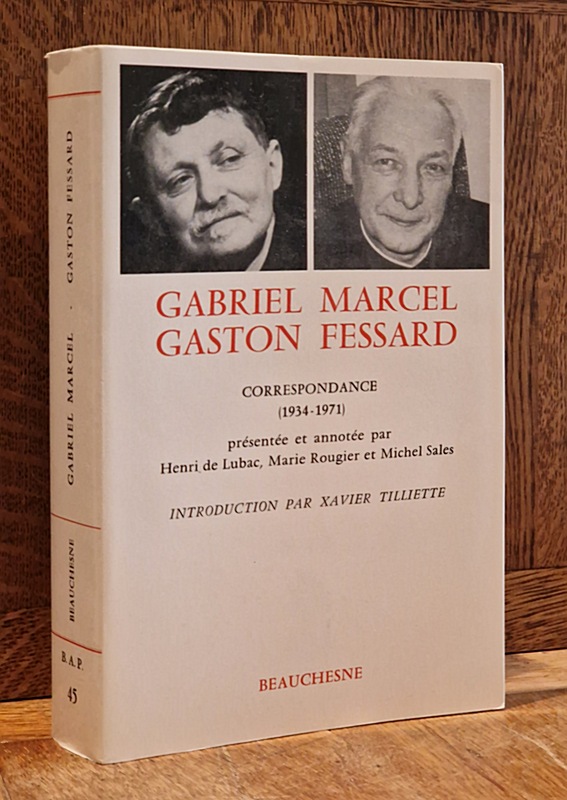 GABRIEL MARCEL
GASTON FESSARD
CORRESPONDANCE
(1934-1971)
présentée et annotée par
Henri de Lubac, Marie Rougier et Michel Sales
INTRODUCTION PAR XAVIER TILLIETTE
BEAUCHESNE
GABRIEL MARCEL · GASTON FESSARD
BEAUCHESNE
B.A.P.
45